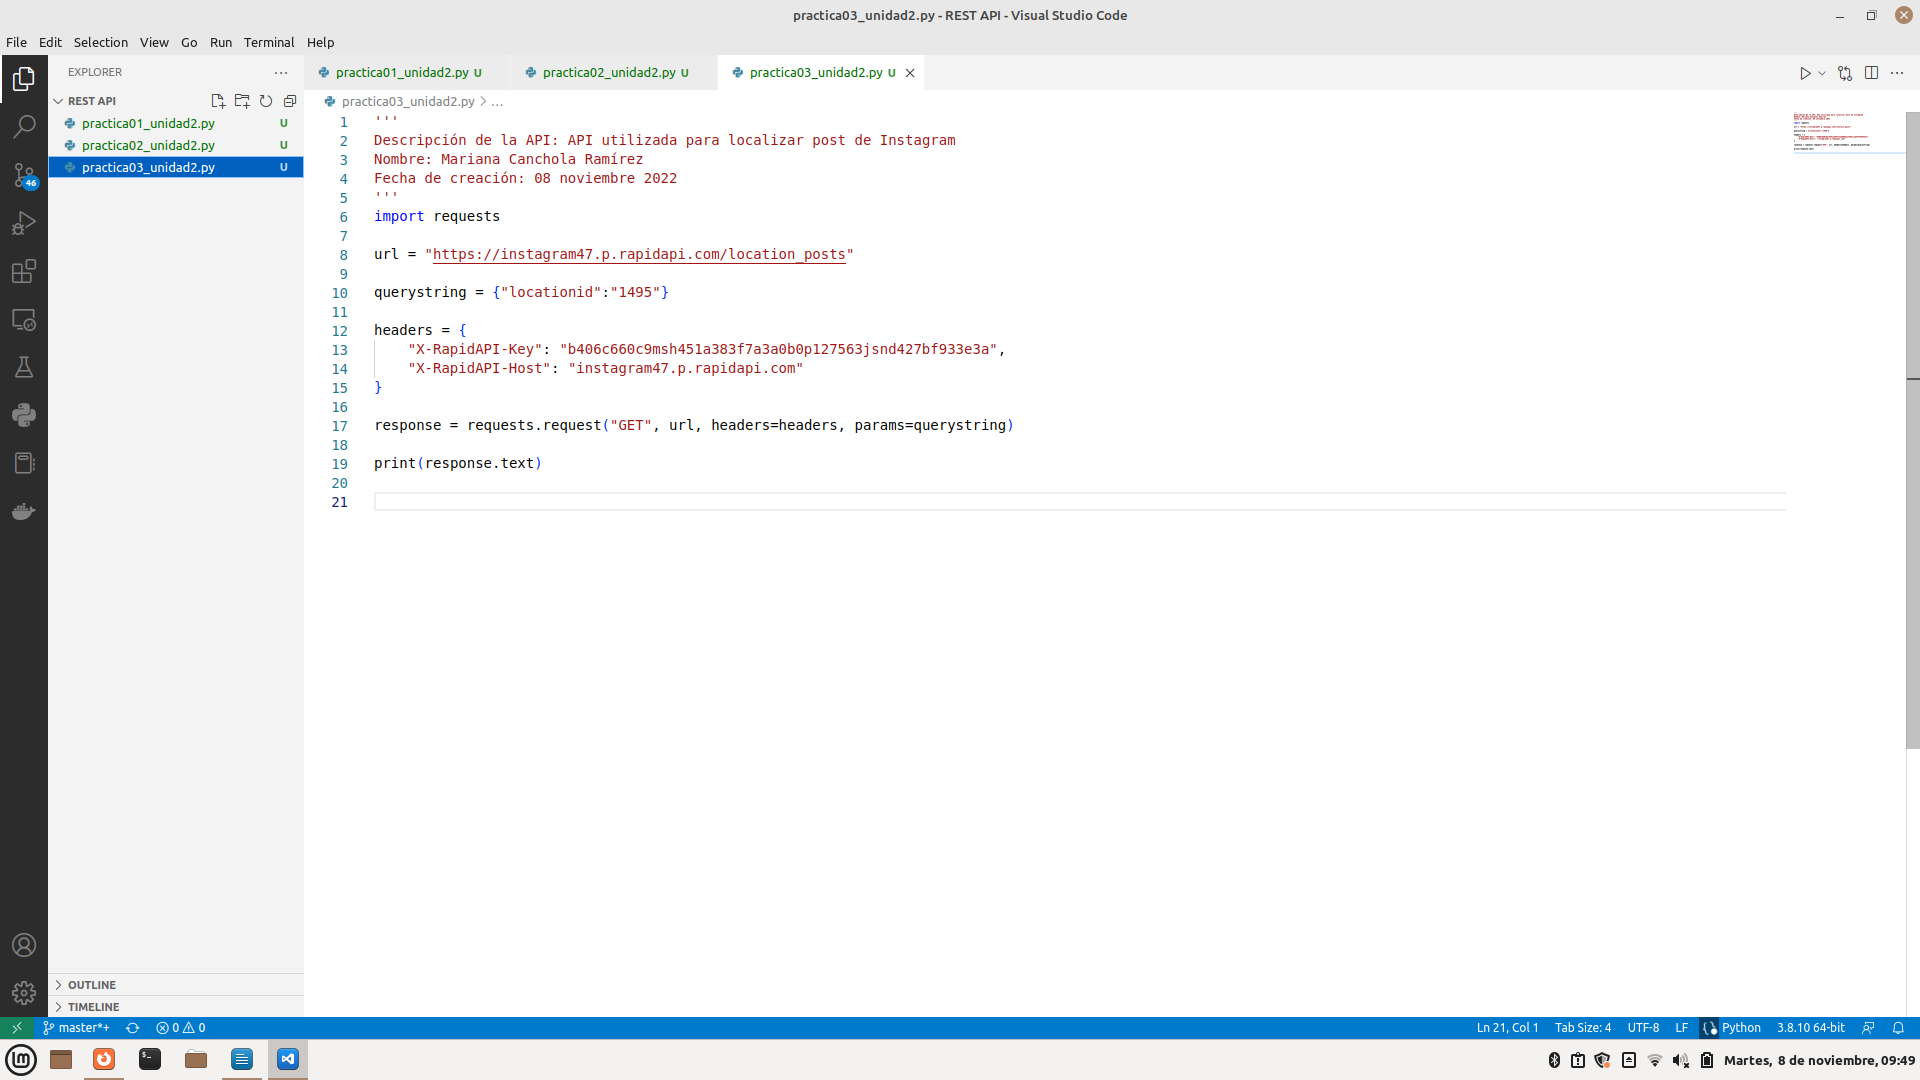 practica03_unidad2.py - REST API - Visual Studio Code
File Edit Selection View Go Run Terminal Help
EXPLORER
REST API
practica01_unidad2.py U
practica02_unidad2.py U
practica03_unidad2.py U
46
OUTLINE
TIMELINE
practica01_unidad2.py U practica02_unidad2.py U practica03_unidad2.py U
practica03_unidad2.py > ...
1 '''
2 Descripción de la API: API utilizada para localizar post de Instagram
3 Nombre: Mariana Canchola Ramírez
4 Fecha de creación: 08 noviembre 2022
5 '''
6 import requests
7
8 url = "https://instagram47.p.rapidapi.com/location_posts"
9
10 querystring = {"locationid":"1495"}
11
12 headers = {
13 "X-RapidAPI-Key": "b406c660c9msh451a383f7a3a0b0p127563jsnd427bf933e3a",
14 "X-RapidAPI-Host": "instagram47.p.rapidapi.com"
15 }
16
17 response = requests.request("GET", url, headers=headers, params=querystring)
18
19 print(response.text)
20
21
master*+ 0 0 Ln 21, Col 1 Tab Size: 4 UTF-8 LF Python 3.8.10 64-bit
Martes, 8 de noviembre, 09:49